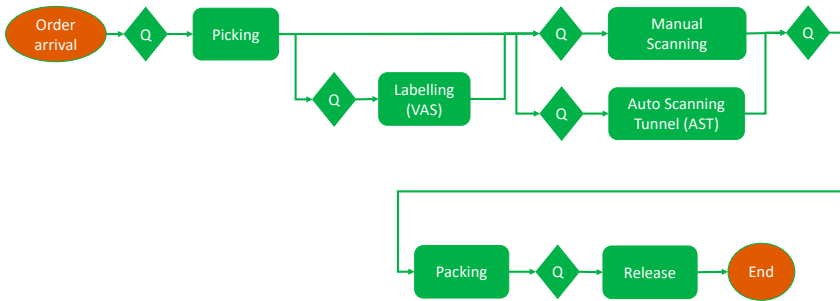 Order
arrival
Q
Picking
Q
Manual
Scanning
Q
Q
Labelling
(VAS)
Q
Auto Scanning
Tunnel (AST)
Packing
Q
Release
End